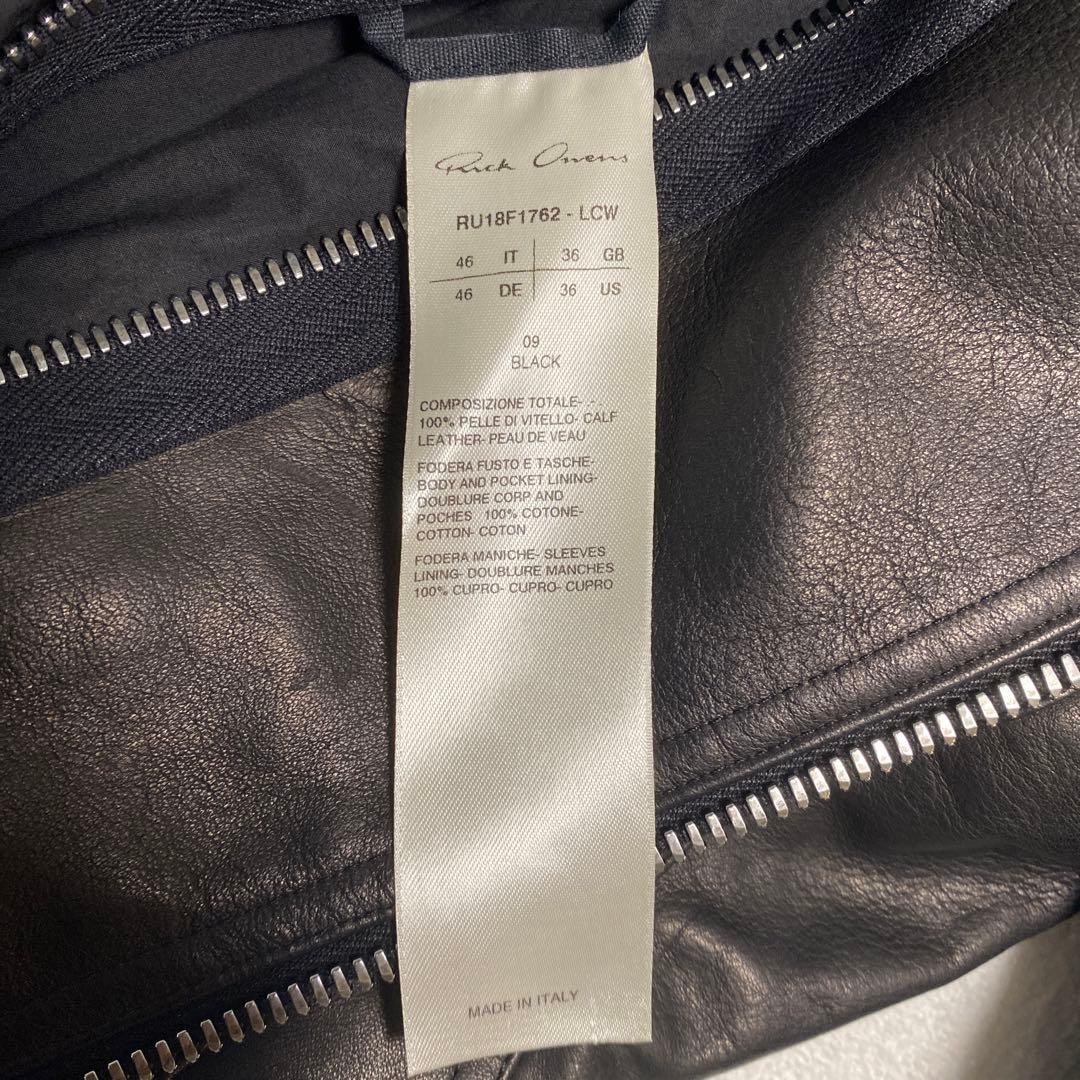 Rick Owens
RU18F1762 - LCW
46 IT 36 GB
46 DE 36 US
09
BLACK
COMPOSIZIONE TOTALE- .- .
100% PELLE DI VITELLO- CALF
LEATHER- PEAU DE VEAU
FODERA FUSTO E TASCHE-
BODY AND POCKET LINING-
DOUBLURE CORP AND
POCHES 100% COTONE-
COTTON- COTON
FODERA MANICHE- SLEEVES
LINING- DOUBLURE MANCHES
100% CUPRO- CUPRO- CUPRO
MADE IN ITALY